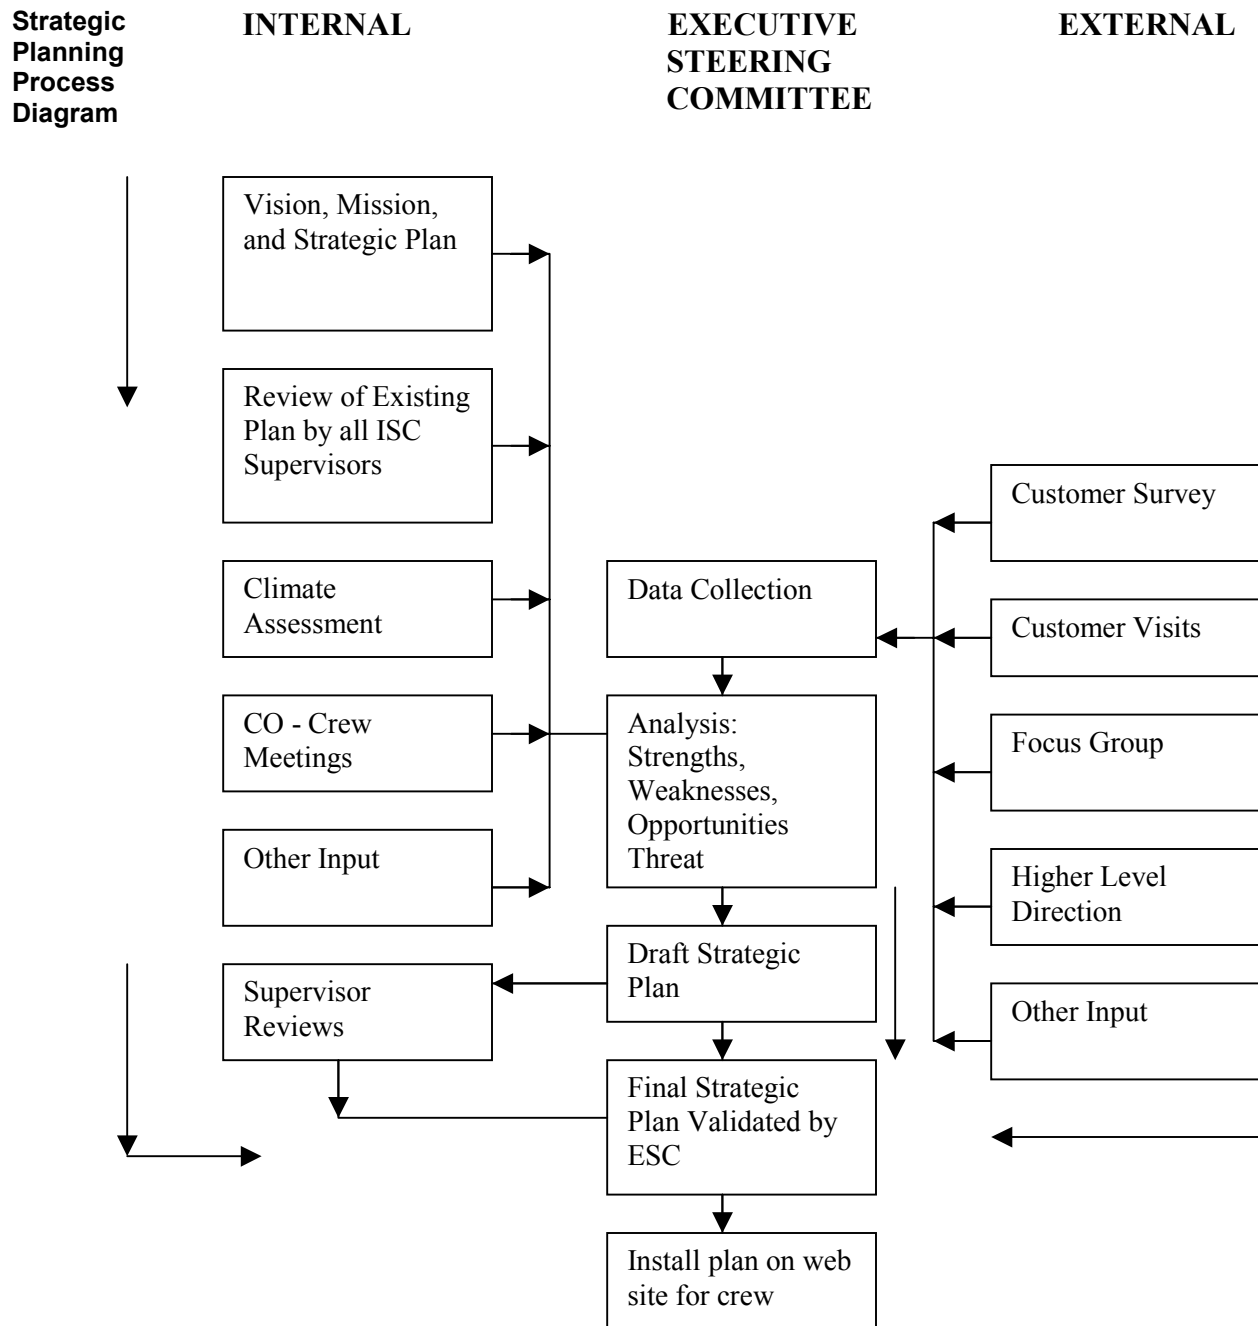 Strategic
Planning
Process
Diagram
INTERNAL
EXECUTIVE
STEERING
COMMITTEE
EXTERNAL
Vision, Mission,
and Strategic Plan
Review of Existing
Plan by all ISC
Supervisors
Climate
Assessment
CO - Crew
Meetings
Other Input
Supervisor
Reviews
Data Collection
Analysis:
Strengths,
Weaknesses,
Opportunities
Threat
Draft Strategic
Plan
Final Strategic
Plan Validated by
ESC
Install plan on web
site for crew
Customer Survey
Customer Visits
Focus Group
Higher Level
Direction
Other Input